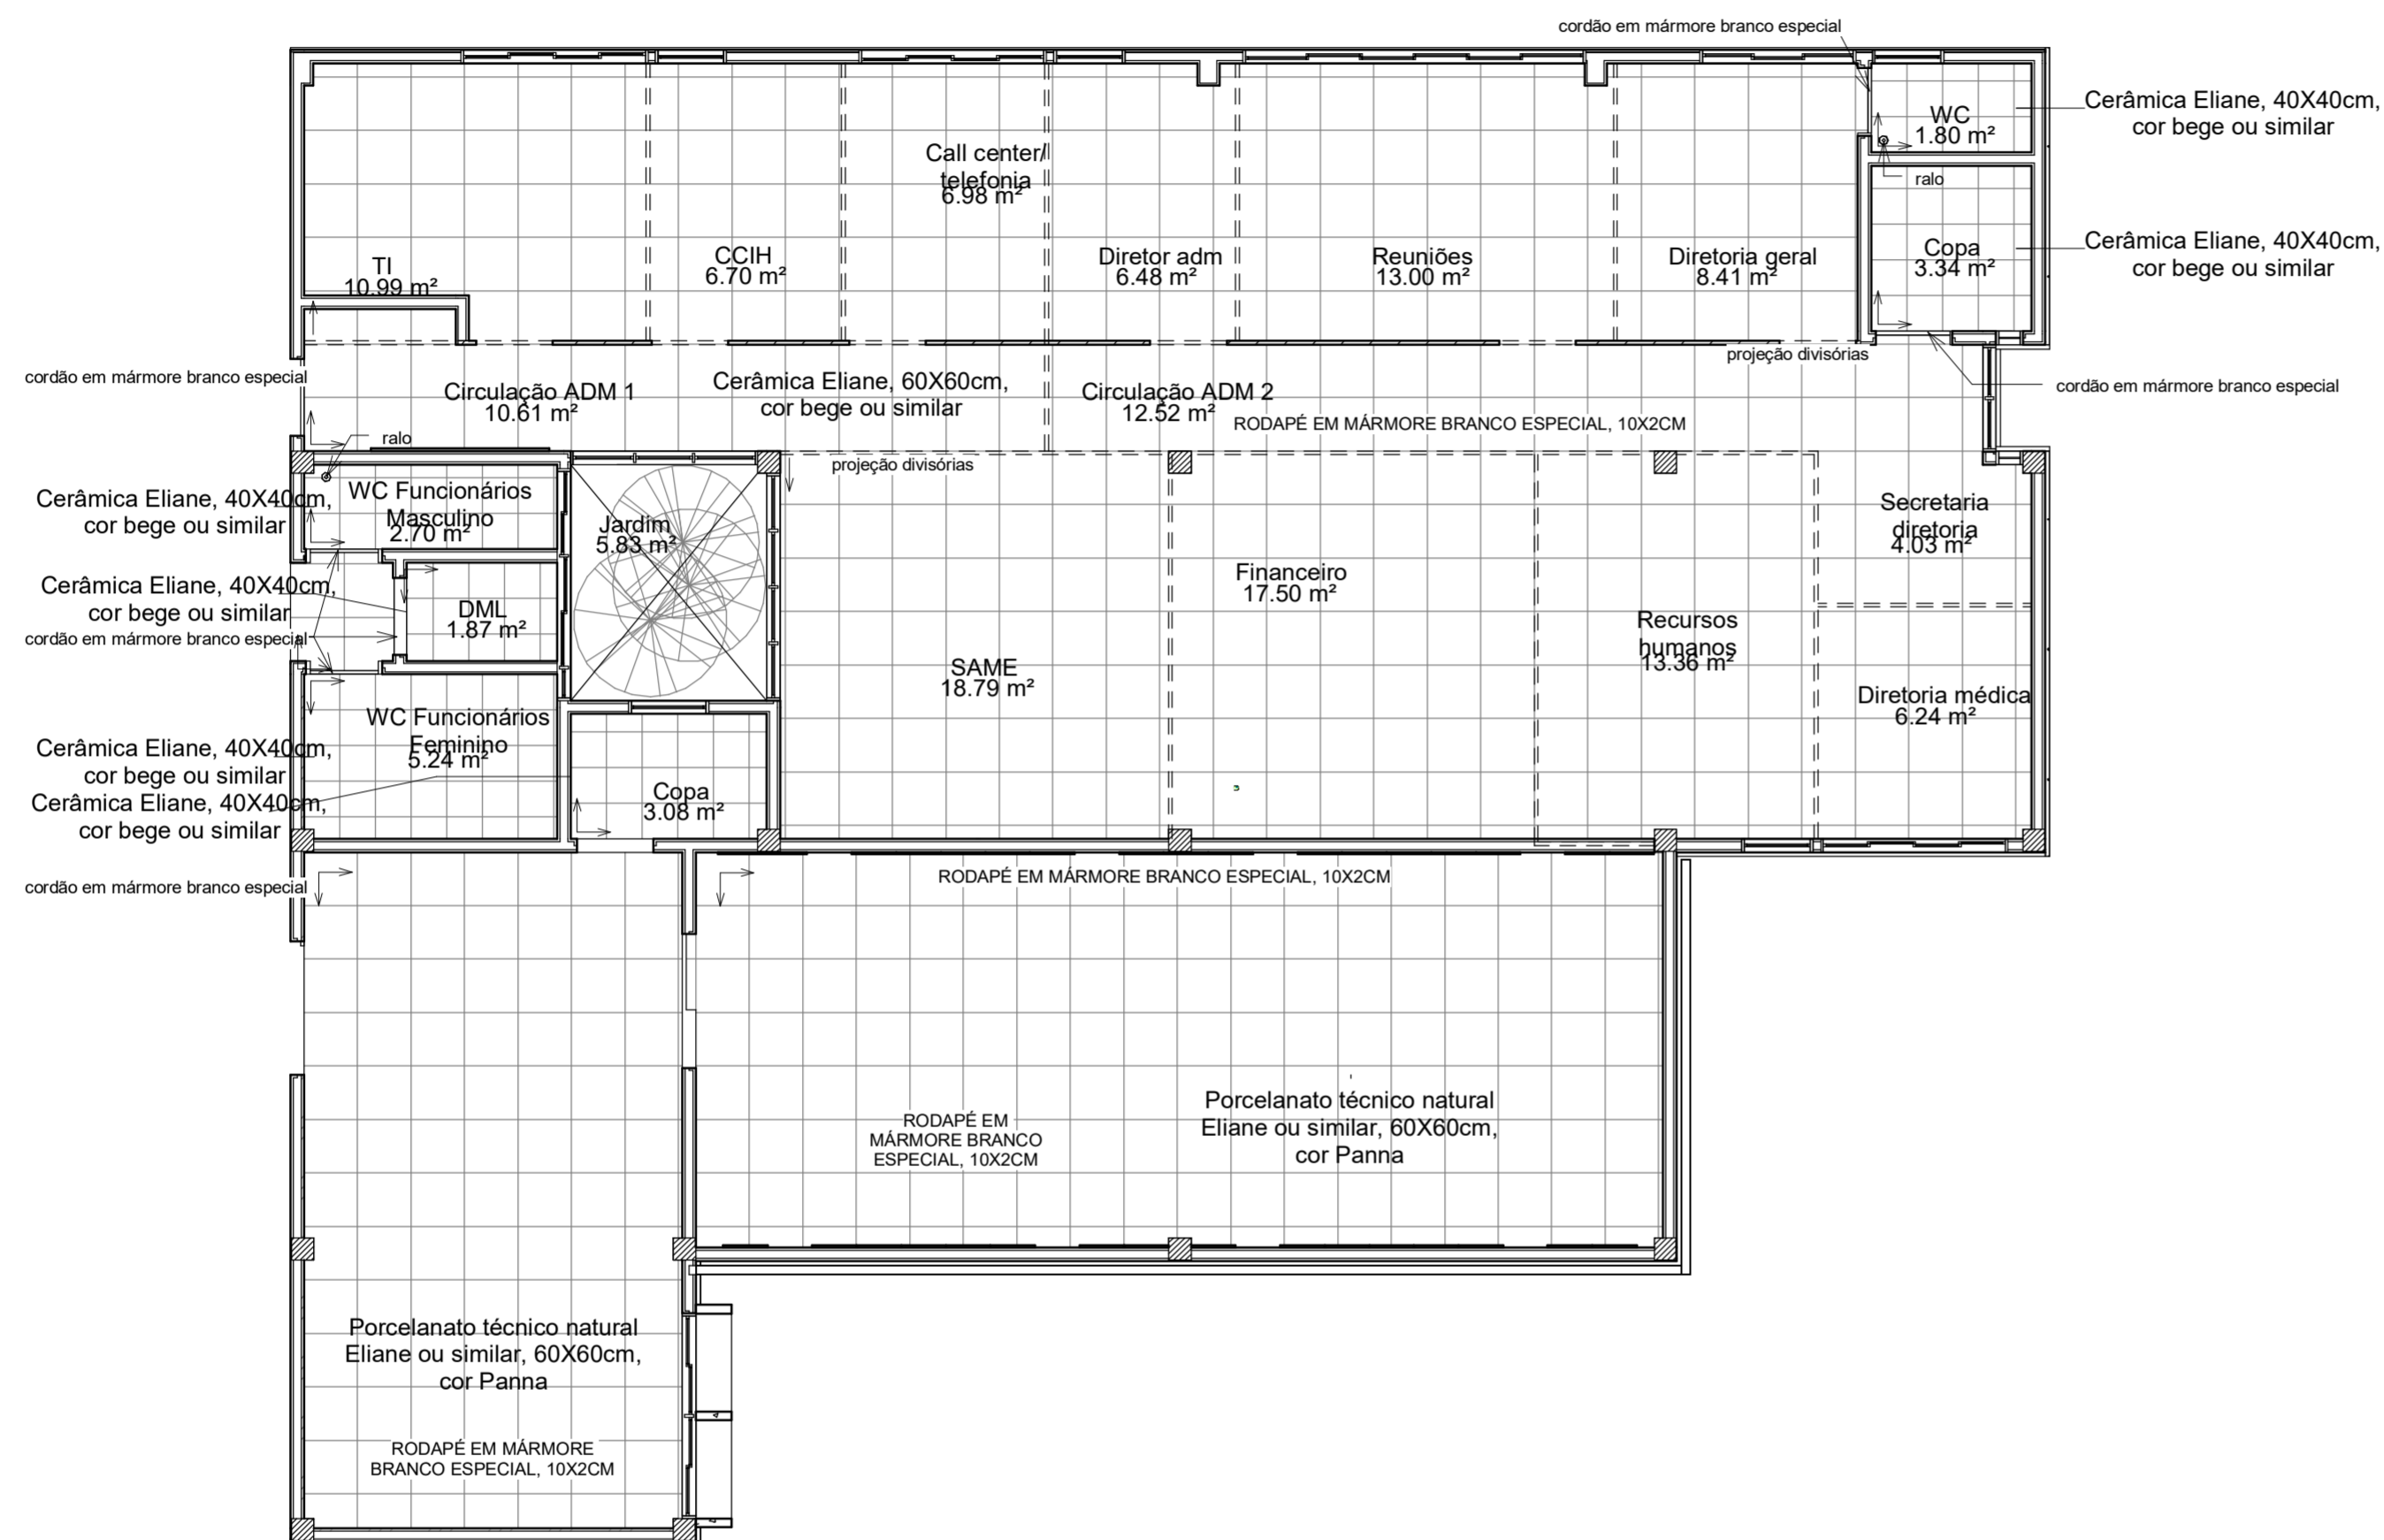 cordão em mármore branco especial
WC
1.80 m²
Cerâmica Eliane, 40X40cm,
cor bege ou similar
ralo
Call center/
telefonia
6.98 m²
TI
10.99 m²
CCIH
6.70 m²
Diretor adm
6.48 m²
Reuniões
13.00 m²
Diretoria geral
8.41 m²
Copa
3.34 m²
Cerâmica Eliane, 40X40cm,
cor bege ou similar
projeção divisórias
cordão em mármore branco especial
Circulação ADM 1
10.61 m²
Cerâmica Eliane, 60X60cm,
cor bege ou similar
Circulação ADM 2
12.52 m²
RODAPÉ EM MÁRMORE BRANCO ESPECIAL, 10X2CM
cordão em mármore branco especial
ralo
projeção divisórias
Cerâmica Eliane, 40X40cm,
cor bege ou similar
WC Funcionários
Masculino
2.70 m²
Jardim
5.83 m²
Secretaria
diretoria
4.03 m²
Cerâmica Eliane, 40X40cm,
cor bege ou similar
cordão em mármore branco especial
DML
1.87 m²
Financeiro
17.50 m²
Recursos
humanos
13.36 m²
SAME
18.79 m²
Diretoria médica
6.24 m²
WC Funcionários
Feminino
5.24 m²
Cerâmica Eliane, 40X40cm,
cor bege ou similar
Cerâmica Eliane, 40X40cm,
cor bege ou similar
Copa
3.08 m²
cordão em mármore branco especial
RODAPÉ EM MÁRMORE BRANCO ESPECIAL, 10X2CM
RODAPÉ EM
MÁRMORE BRANCO
ESPECIAL, 10X2CM
Porcelanato técnico natural
Eliane ou similar, 60X60cm,
cor Panna
Porcelanato técnico natural
Eliane ou similar, 60X60cm,
cor Panna
RODAPÉ EM MÁRMORE
BRANCO ESPECIAL, 10X2CM